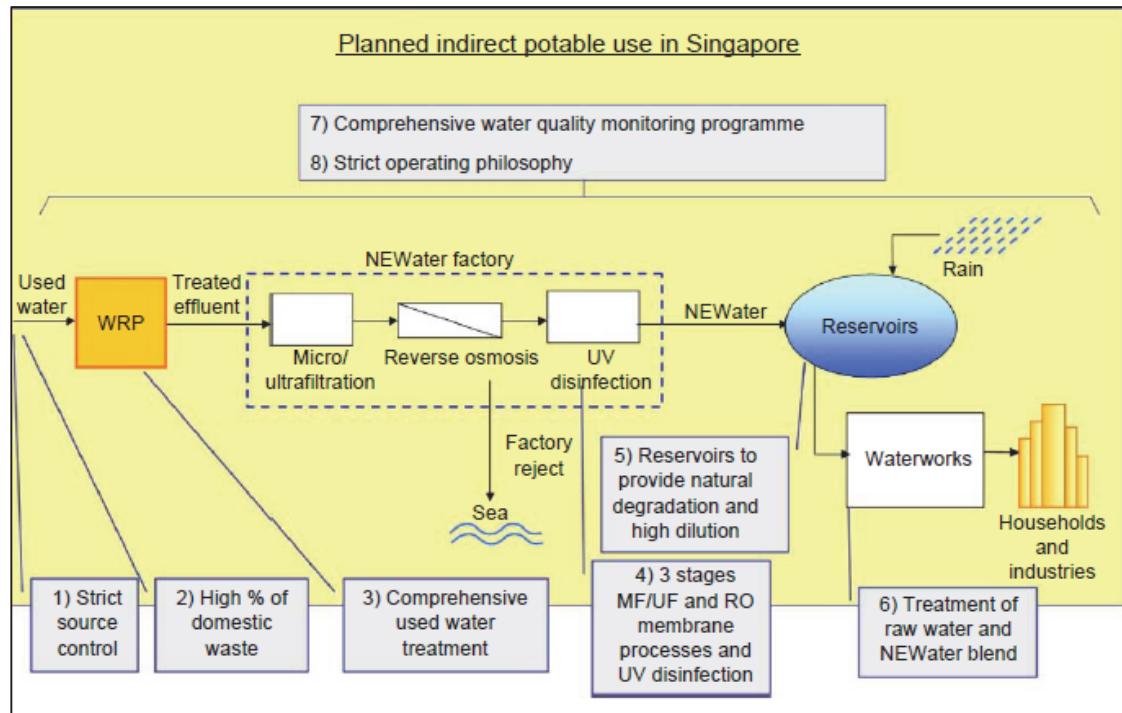 Planned indirect potable use in Singapore
7) Comprehensive water quality monitoring programme
8) Strict operating philosophy
Used
water
WRP
Treated
effluent
NEWater factory
Micro/
ultrafiltration
Reverse osmosis
UV
disinfection
NEWater
Reservoirs
Rain
Factory
reject
Sea
Waterworks
Households
and
industries
1) Strict
source
control
2) High % of
domestic
waste
3) Comprehensive
used water
treatment
4) 3 stages
MF/UF and RO
membrane
processes and
UV disinfection
5) Reservoirs to
provide natural
degradation and
high dilution
6) Treatment of
raw water and
NEWater blend